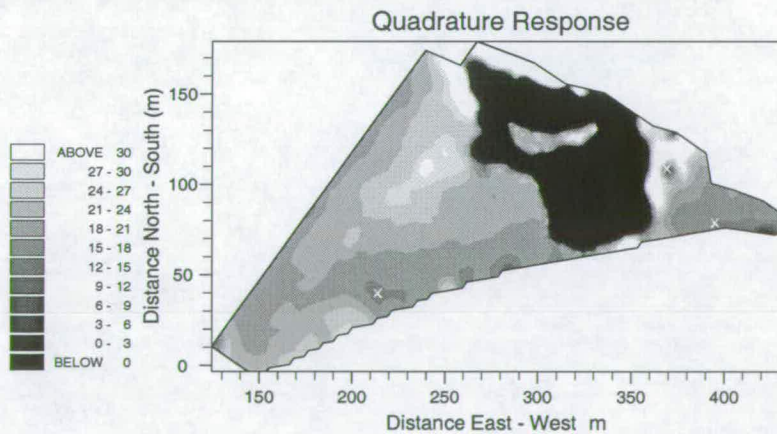 Quadrature Response
Distance North - South (m)
150
100
50
0
ABOVE 30
27 - 30
24 - 27
21 - 24
18 - 21
15 - 18
12 - 15
9 - 12
6 - 9
3 - 6
0 - 3
BELOW 0
150 200 250 300 350 400
Distance East - West m